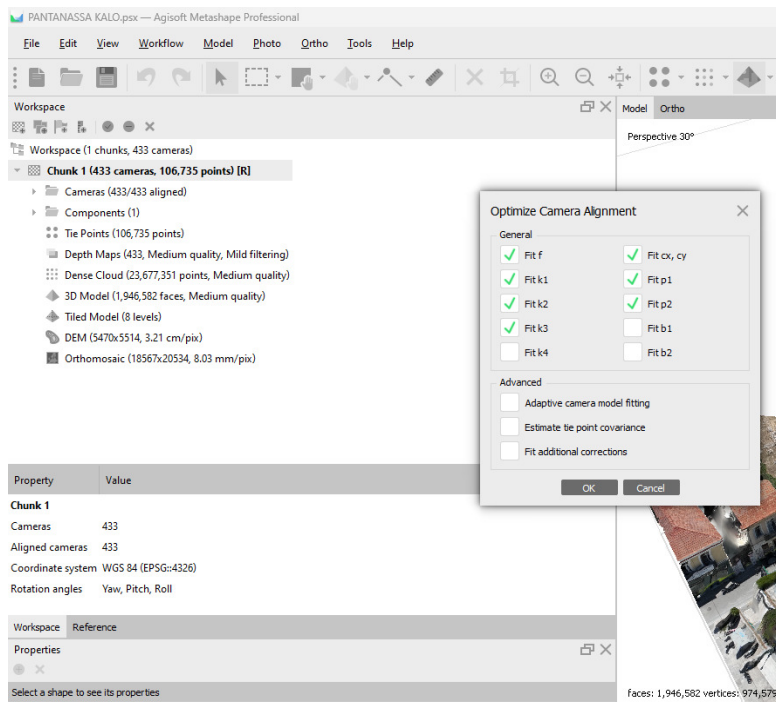 PANTANASSA KALO.psx — Agisoft Metashape Professional
File Edit View Workflow Model Photo Ortho Tools Help
Workspace
Model Ortho
Perspective 30°
Workspace (1 chunks, 433 cameras)
Chunk 1 (433 cameras, 106,735 points) [R]
Cameras (433/433 aligned)
Components (1)
Tie Points (106,735 points)
Depth Maps (433, Medium quality, Mild filtering)
Dense Cloud (23,677,351 points, Medium quality)
3D Model (1,946,582 faces, Medium quality)
Tiled Model (8 levels)
DEM (5470x5514, 3.21 cm/pix)
Orthomosaic (18567x20534, 8.03 mm/pix)
Optimize Camera Alignment
General
Fit f Fit cx, cy
Fit k1 Fit p1
Fit k2 Fit p2
Fit k3 Fit b1
Fit k4 Fit b2
Advanced
Adaptive camera model fitting
Estimate tie point covariance
Fit additional corrections
OK Cancel
Property Value
Chunk 1
Cameras 433
Aligned cameras 433
Coordinate system WGS 84 (EPSG::4326)
Rotation angles Yaw, Pitch, Roll
Workspace Reference
Properties
Select a shape to see its properties
faces: 1,946,582 vertices: 974,579